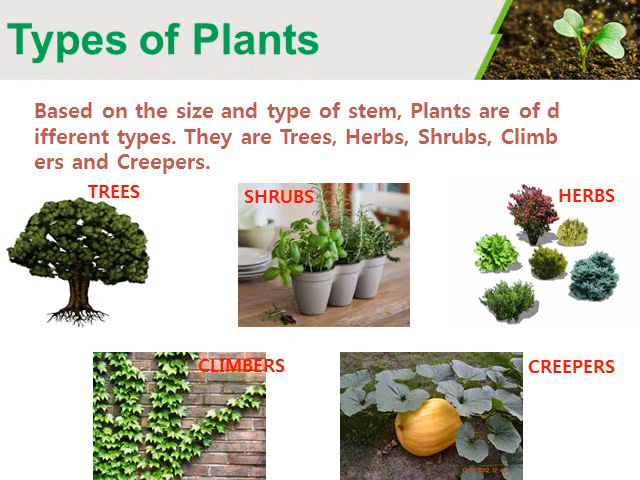 Types of Plants
Based on the size and type of stem, Plants are of d
ifferent types. They are Trees, Herbs, Shrubs, Climb
ers and Creepers.
TREES
SHRUBS
HERBS
CLIMBERS
CREEPERS